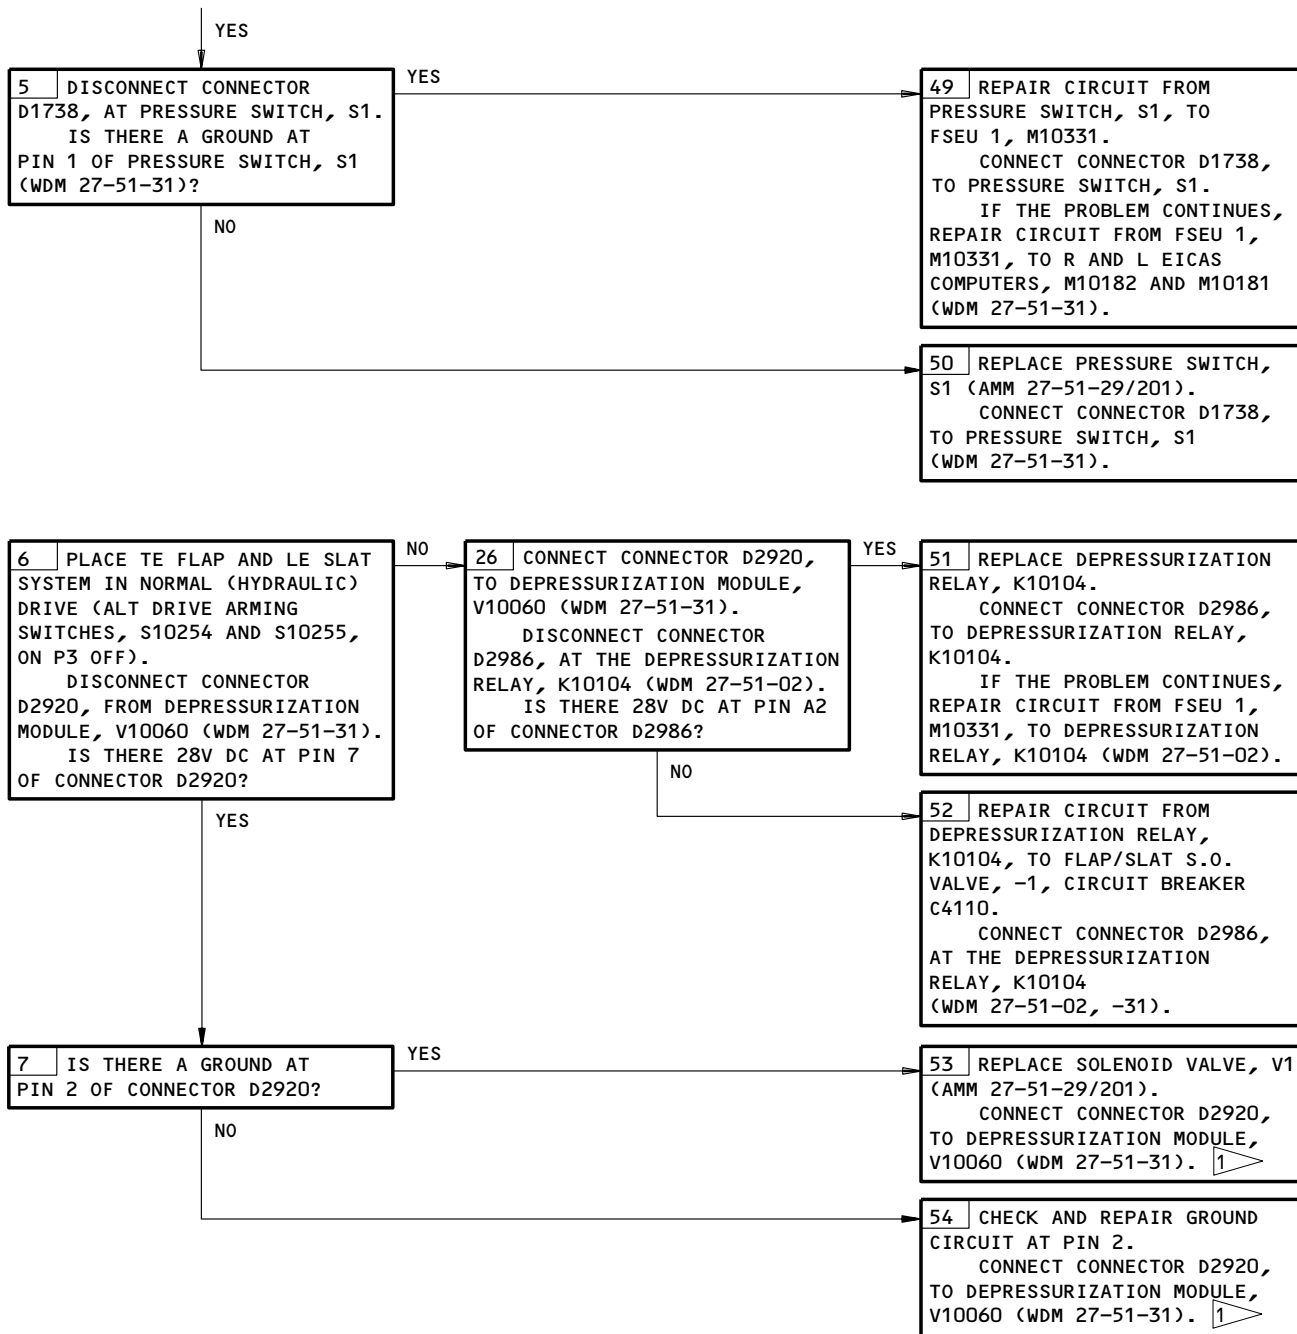 YES
5 DISCONNECT CONNECTOR
D1738, AT PRESSURE SWITCH, S1.
IS THERE A GROUND AT
PIN 1 OF PRESSURE SWITCH, S1
(WDM 27-51-31)?
YES
NO
49 REPAIR CIRCUIT FROM
PRESSURE SWITCH, S1, TO
FSEU 1, M10331.
CONNECT CONNECTOR D1738,
TO PRESSURE SWITCH, S1.
IF THE PROBLEM CONTINUES,
REPAIR CIRCUIT FROM FSEU 1,
M10331, TO R AND L EICAS
COMPUTERS, M10182 AND M10181
(WDM 27-51-31).
50 REPLACE PRESSURE SWITCH,
S1 (AMM 27-51-29/201).
CONNECT CONNECTOR D1738,
TO PRESSURE SWITCH, S1
(WDM 27-51-31).
6 PLACE TE FLAP AND LE SLAT
SYSTEM IN NORMAL (HYDRAULIC)
DRIVE (ALT DRIVE ARMING
SWITCHES, S10254 AND S10255,
ON P3 OFF).
DISCONNECT CONNECTOR
D2920, FROM DEPRESSURIZATION
MODULE, V10060 (WDM 27-51-31).
IS THERE 28V DC AT PIN 7
OF CONNECTOR D2920?
NO
YES
26 CONNECT CONNECTOR D2920,
TO DEPRESSURIZATION MODULE,
V10060 (WDM 27-51-31).
DISCONNECT CONNECTOR
D2986, AT THE DEPRESSURIZATION
RELAY, K10104 (WDM 27-51-02).
IS THERE 28V DC AT PIN A2
OF CONNECTOR D2986?
YES
NO
51 REPLACE DEPRESSURIZATION
RELAY, K10104.
CONNECT CONNECTOR D2986,
TO DEPRESSURIZATION RELAY,
K10104.
IF THE PROBLEM CONTINUES,
REPAIR CIRCUIT FROM FSEU 1,
M10331, TO DEPRESSURIZATION
RELAY, K10104 (WDM 27-51-02).
52 REPAIR CIRCUIT FROM
DEPRESSURIZATION RELAY,
K10104, TO FLAP/SLAT S.O.
VALVE, -1, CIRCUIT BREAKER
C4110.
CONNECT CONNECTOR D2986,
AT THE DEPRESSURIZATION
RELAY, K10104
(WDM 27-51-02, -31).
7 IS THERE A GROUND AT
PIN 2 OF CONNECTOR D2920?
YES
NO
53 REPLACE SOLENOID VALVE, V1
(AMM 27-51-29/201).
CONNECT CONNECTOR D2920,
TO DEPRESSURIZATION MODULE,
V10060 (WDM 27-51-31). 1
54 CHECK AND REPAIR GROUND
CIRCUIT AT PIN 2.
CONNECT CONNECTOR D2920,
TO DEPRESSURIZATION MODULE,
V10060 (WDM 27-51-31). 1